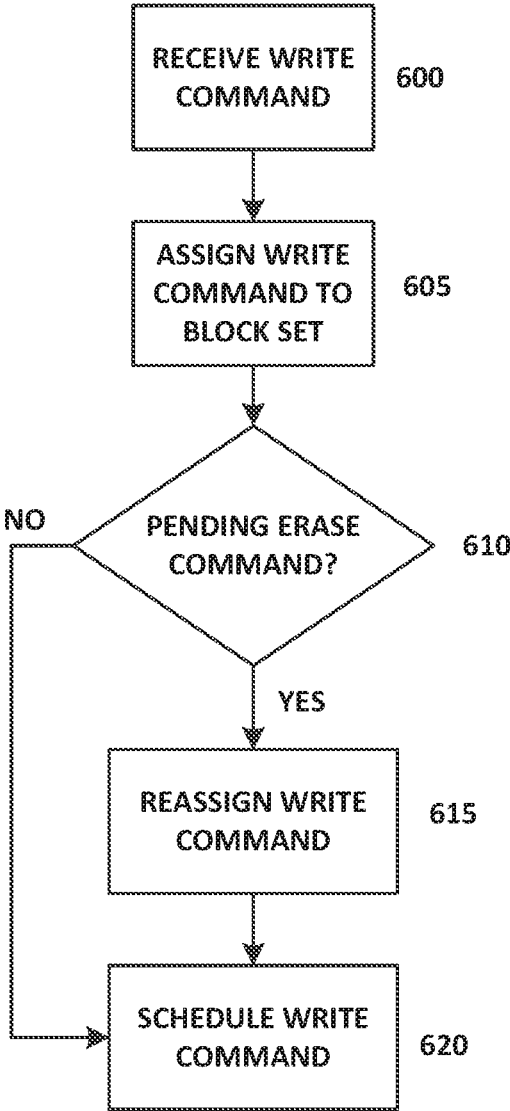 RECEIVE WRITE
COMMAND
600
ASSIGN WRITE
COMMAND TO
BLOCK SET
605
PENDING ERASE
COMMAND?
610
NO
YES
REASSIGN WRITE
COMMAND
615
SCHEDULE WRITE
COMMAND
620